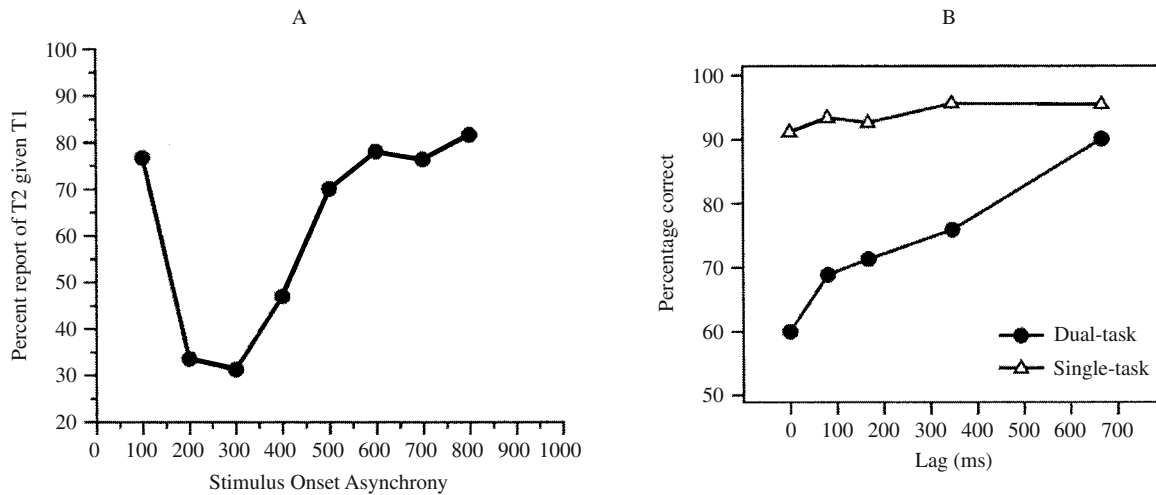 A
Percent report of T2 given T1
100
90
80
70
60
50
40
30
20
0 100 200 300 400 500 600 700 800 900 1000
Stimulus Onset Asynchrony
B
Percentage correct
100
90
80
70
60
50
Dual-task
Single-task
0 100 200 300 400 500 600 700
Lag (ms)